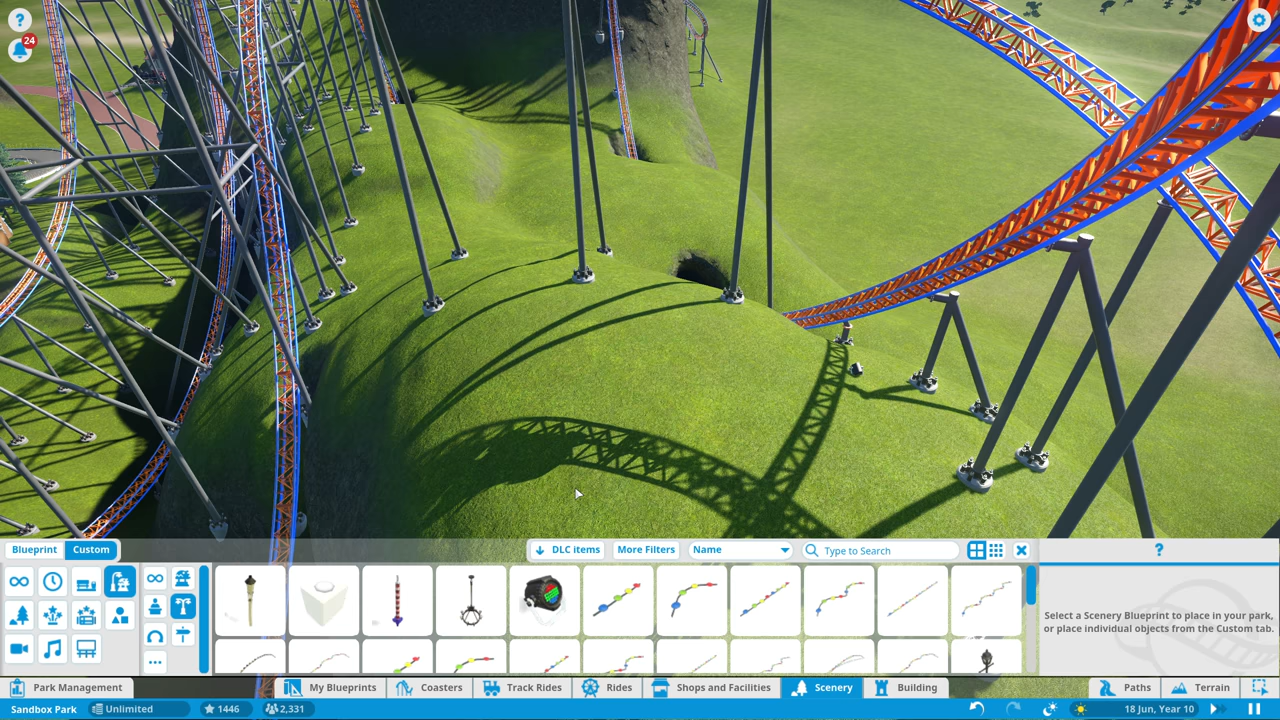 ?
24
Blueprint
Custom
DLC items
More Filters
Name
Type to Search
?
Select a Scenery Blueprint to place in your park,
or place individual objects from the Custom tab.
Park Management
My Blueprints
Coasters
Track Rides
Rides
Shops and Facilities
Scenery
Building
Paths
Terrain
Sandbox Park
Unlimited
1446
2,331
18 Jun, Year 10